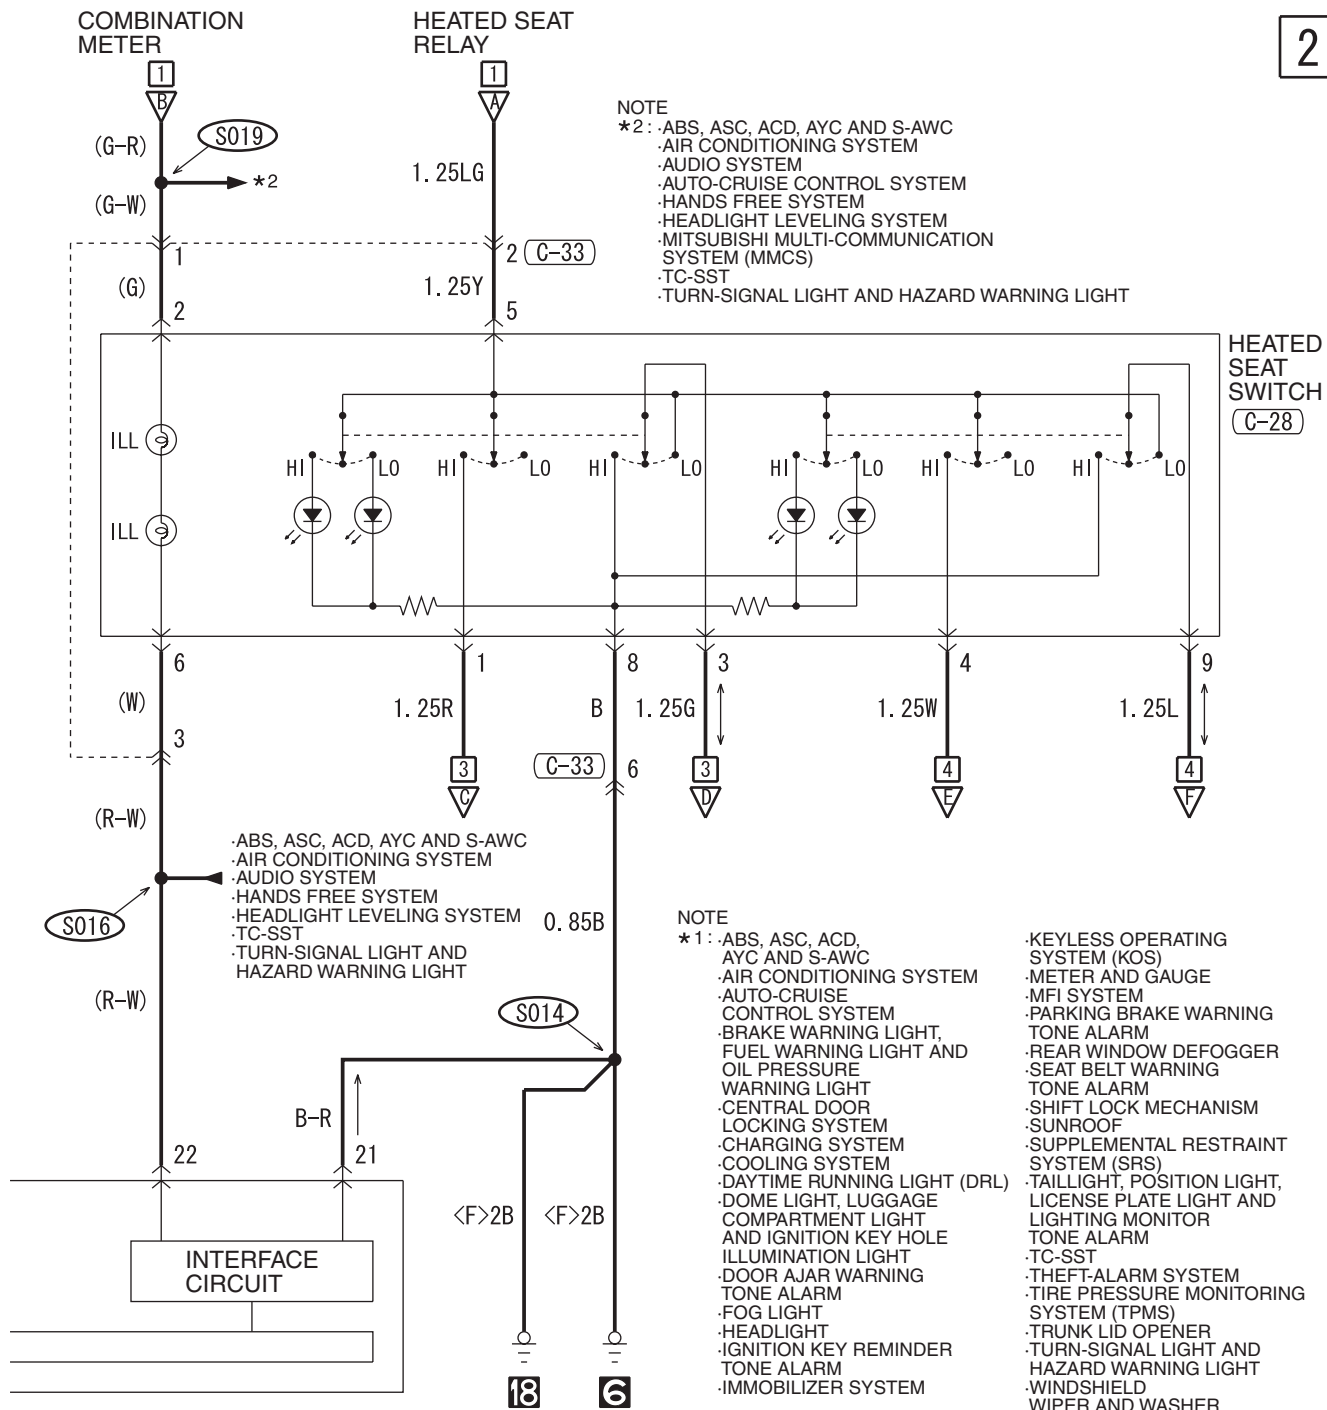 COMBINATION
METER
HEATED SEAT
RELAY
2
1
1
B
A
NOTE
*2: ·ABS, ASC, ACD, AYC AND S-AWC
·AIR CONDITIONING SYSTEM
·AUDIO SYSTEM
·AUTO-CRUISE CONTROL SYSTEM
·HANDS FREE SYSTEM
·HEADLIGHT LEVELING SYSTEM
·MITSUBISHI MULTI-COMMUNICATION
SYSTEM (MMCS)
·TC-SST
·TURN-SIGNAL LIGHT AND HAZARD WARNING LIGHT
(G-R)
S019
*2
1.25LG
(G-W)
1
2
C-33
(G)
1.25Y
2
5
HEATED
SEAT
SWITCH
C-28
ILL
HI
LO
HI
LO
HI
LO
HI
LO
HI
LO
HI
LO
ILL
6
1
8
3
4
9
(W)
1.25R
B
1.25G
1.25W
1.25L
3
3
C-33
6
3
4
4
C
D
E
F
(R-W)
·ABS, ASC, ACD, AYC AND S-AWC
·AIR CONDITIONING SYSTEM
·AUDIO SYSTEM
·HANDS FREE SYSTEM
·HEADLIGHT LEVELING SYSTEM
·TC-SST
·TURN-SIGNAL LIGHT AND
HAZARD WARNING LIGHT
S016
0.85B
(R-W)
S014
B-R
22
21
<F>2B
<F>2B
INTERFACE
CIRCUIT
18
6
NOTE
*1: ·ABS, ASC, ACD,
AYC AND S-AWC
·AIR CONDITIONING SYSTEM
·AUTO-CRUISE
CONTROL SYSTEM
·BRAKE WARNING LIGHT,
FUEL WARNING LIGHT AND
OIL PRESSURE
WARNING LIGHT
·CENTRAL DOOR
LOCKING SYSTEM
·CHARGING SYSTEM
·COOLING SYSTEM
·DAYTIME RUNNING LIGHT (DRL)
·DOME LIGHT, LUGGAGE
COMPARTMENT LIGHT
AND IGNITION KEY HOLE
ILLUMINATION LIGHT
·DOOR AJAR WARNING
TONE ALARM
·FOG LIGHT
·HEADLIGHT
·IGNITION KEY REMINDER
TONE ALARM
·IMMOBILIZER SYSTEM
·KEYLESS OPERATING
SYSTEM (KOS)
·METER AND GAUGE
·MFI SYSTEM
·PARKING BRAKE WARNING
TONE ALARM
·REAR WINDOW DEFOGGER
·SEAT BELT WARNING
TONE ALARM
·SHIFT LOCK MECHANISM
·SUNROOF
·SUPPLEMENTAL RESTRAINT
SYSTEM (SRS)
·TAILLIGHT, POSITION LIGHT,
LICENSE PLATE LIGHT AND
LIGHTING MONITOR
TONE ALARM
·TC-SST
·THEFT-ALARM SYSTEM
·TIRE PRESSURE MONITORING
SYSTEM (TPMS)
·TRUNK LID OPENER
·TURN-SIGNAL LIGHT AND
HAZARD WARNING LIGHT
·WINDSHIELD
WIPER AND WASHER